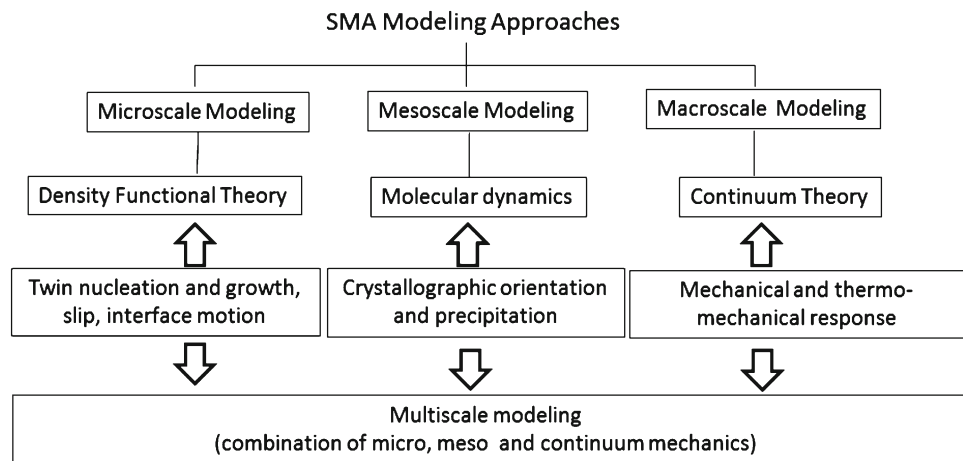 SMA Modeling Approaches
Microscale Modeling
Mesoscale Modeling
Macroscale Modeling
Density Functional Theory
Molecular dynamics
Continuum Theory
Twin nucleation and growth,
slip, interface motion
Crystallographic orientation
and precipitation
Mechanical and thermo-
mechanical response
Multiscale modeling
(combination of micro, meso and continuum mechanics)